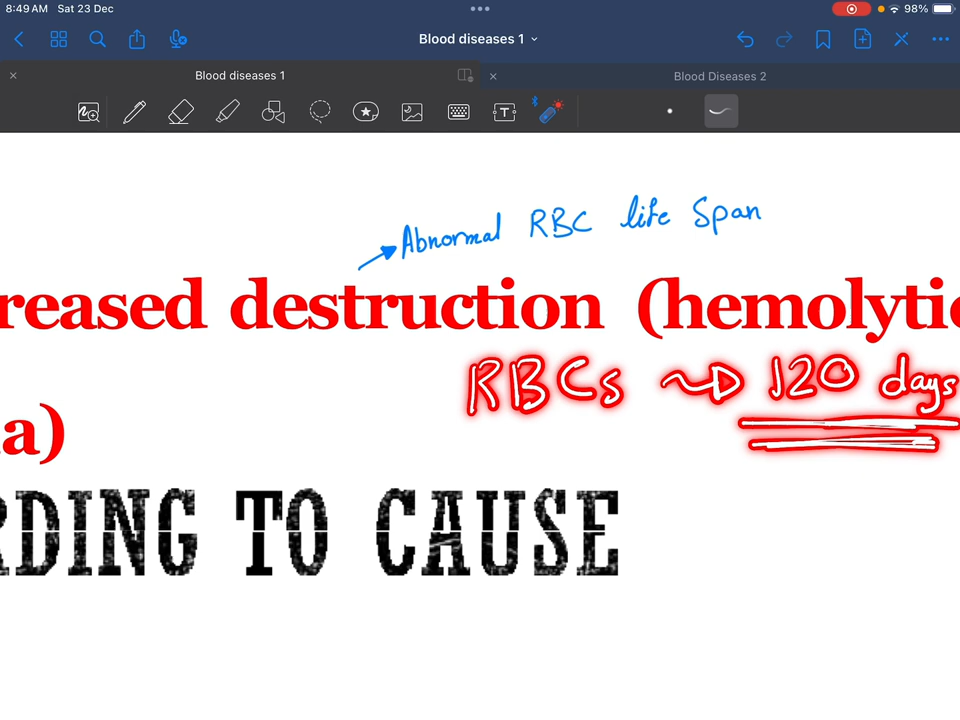 8:49 AM Sat 23 Dec
98%
Blood diseases 1
Blood diseases 1
Blood Diseases 2
T
Abnormal RBC life Span
reased destruction (hemolytic
RBCs 120 days
a)
RDING TO CAUSE